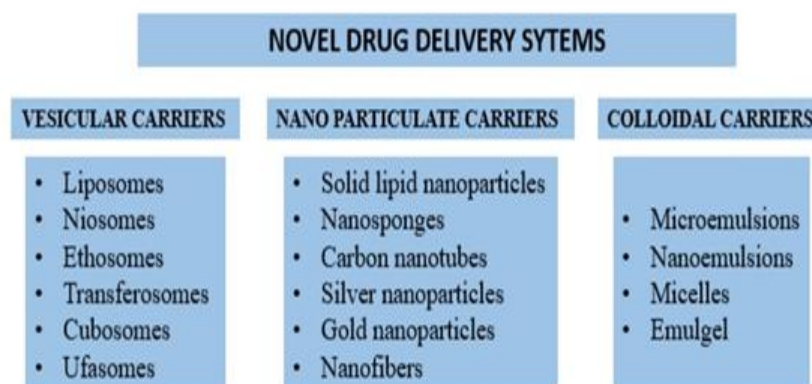 NOVEL DRUG DELIVERY SYTEMS
VESICULAR CARRIERS
• Liposomes
• Niosomes
• Ethosomes
• Transferosomes
• Cubosomes
• Ufasomes
NANO PARTICULATE CARRIERS
• Solid lipid nanoparticles
• Nanosponges
• Carbon nanotubes
• Silver nanoparticles
• Gold nanoparticles
• Nanofibers
COLLOIDAL CARRIERS
• Microemulsions
• Nanoemulsions
• Micelles
• Emulgel